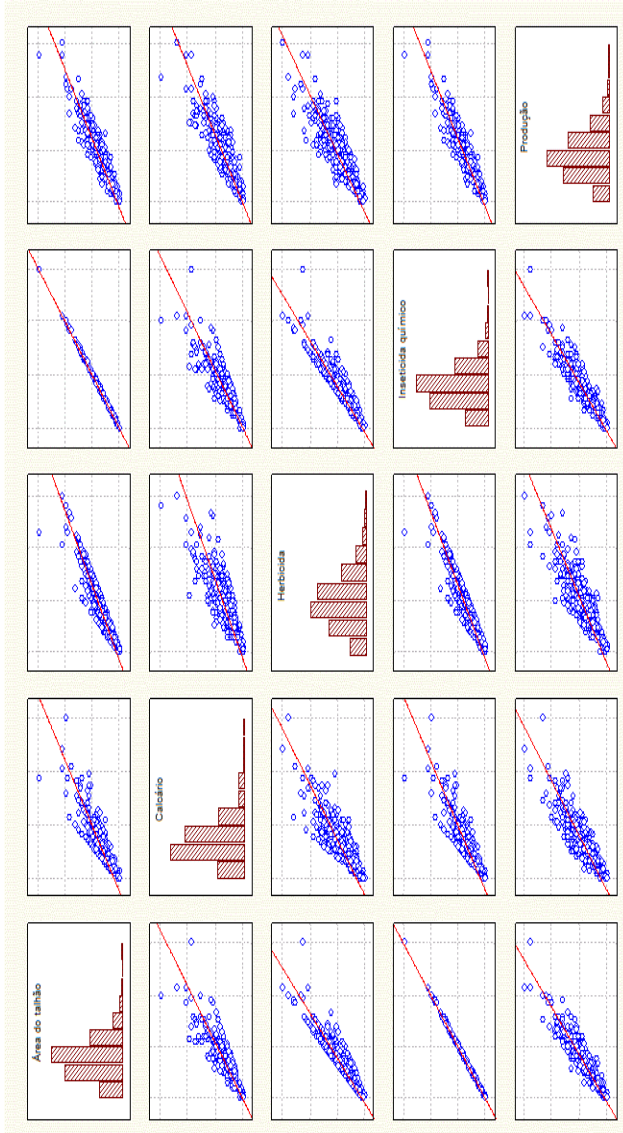 Produção
Inseticida químico
Herbicida
Calcário
Área do talhão